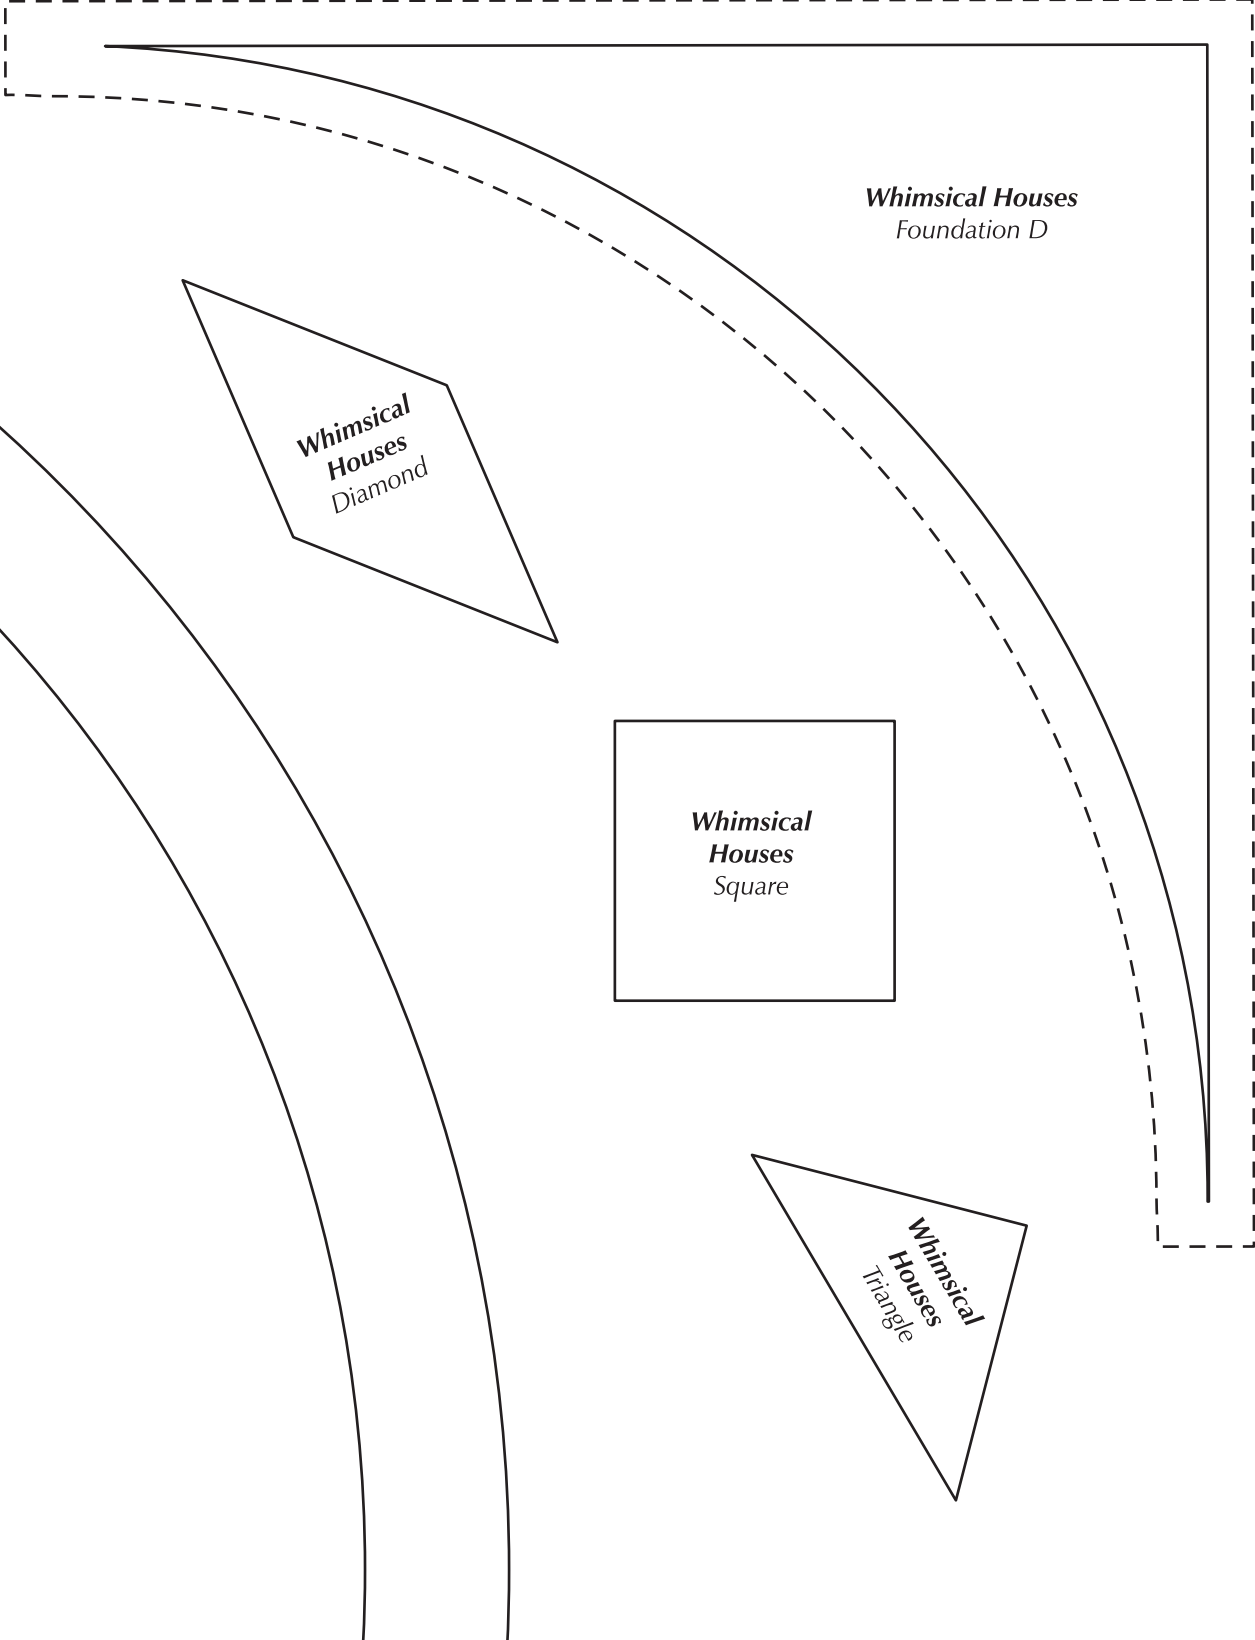 Whimsical Houses
Foundation D
Whimsical
Houses
Diamond
Whimsical
Houses
Square
Whimsical
Houses
Triangle